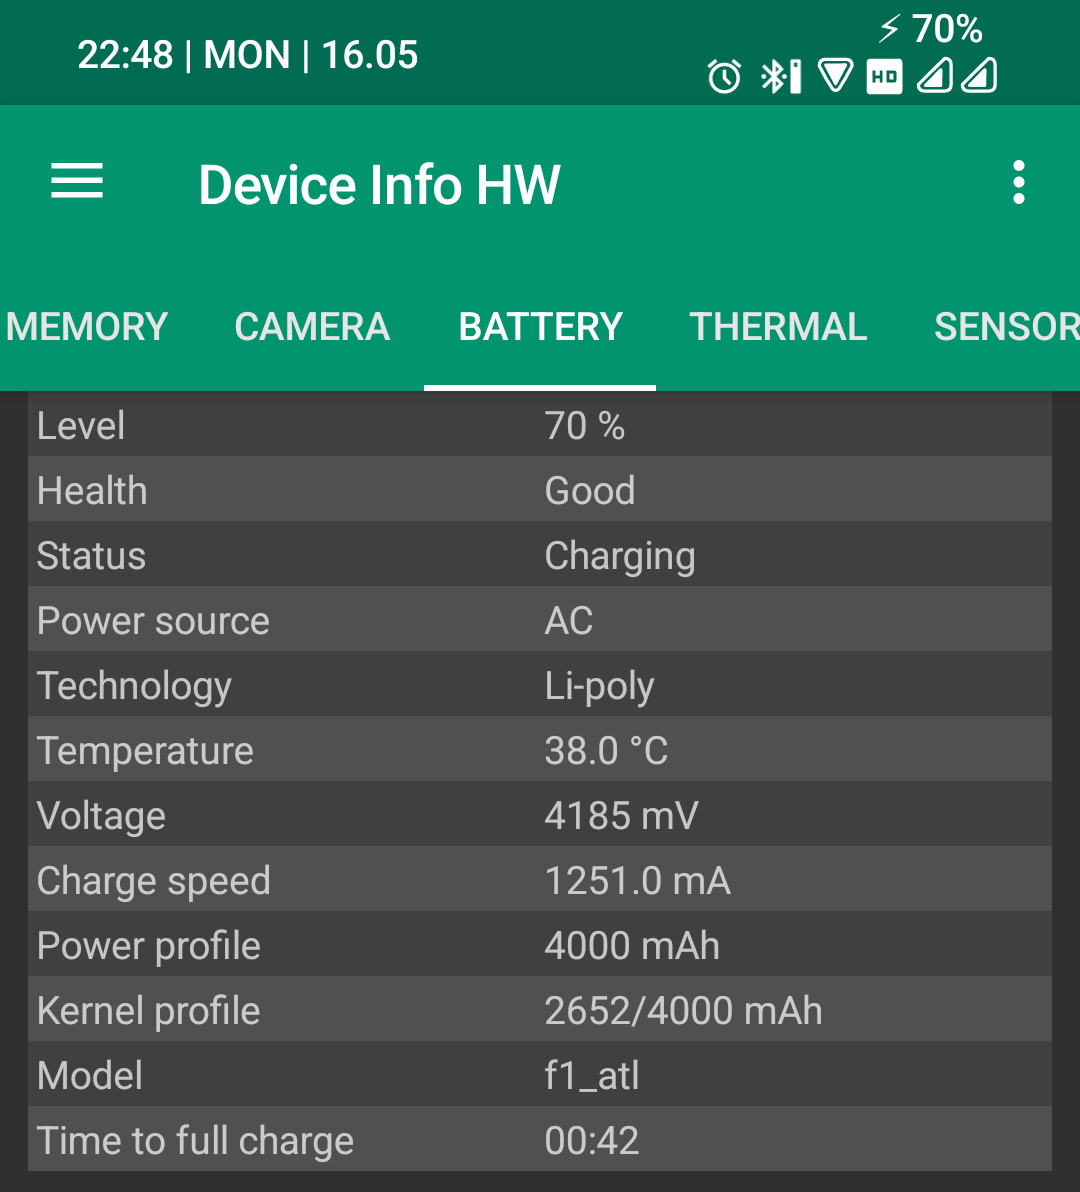 22:48 | MON | 16.05
70%
HD
Device Info HW
MEMORY CAMERA BATTERY THERMAL SENSOR
Level 70 %
Health Good
Status Charging
Power source AC
Technology Li-poly
Temperature 38.0 °C
Voltage 4185 mV
Charge speed 1251.0 mA
Power profile 4000 mAh
Kernel profile 2652/4000 mAh
Model f1_atl
Time to full charge 00:42